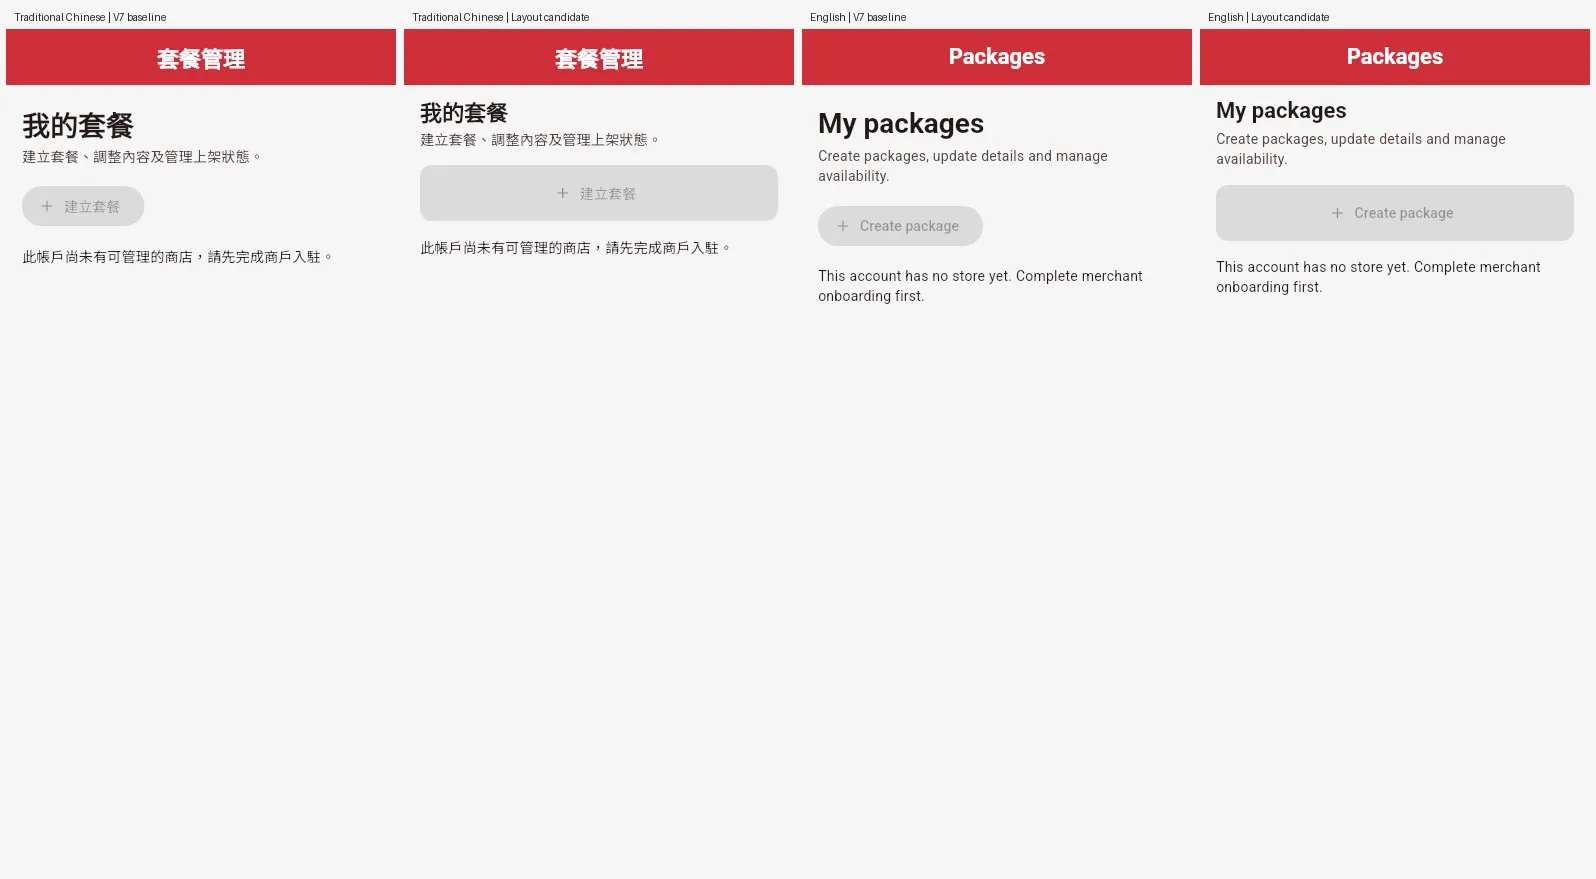 Traditional Chinese | V7 baseline
套餐管理
我的套餐
建立套餐、調整內容及管理上架狀態。
+ 建立套餐
此帳戶尚未有可管理的商店，請先完成商戶入駐。
Traditional Chinese | Layout candidate
套餐管理
我的套餐
建立套餐、調整內容及管理上架狀態。
+ 建立套餐
此帳戶尚未有可管理的商店，請先完成商戶入駐。
English | V7 baseline
Packages
My packages
Create packages, update details and manage
availability.
+ Create package
This account has no store yet. Complete merchant
onboarding first.
English | Layout candidate
Packages
My packages
Create packages, update details and manage
availability.
+ Create package
This account has no store yet. Complete merchant
onboarding first.